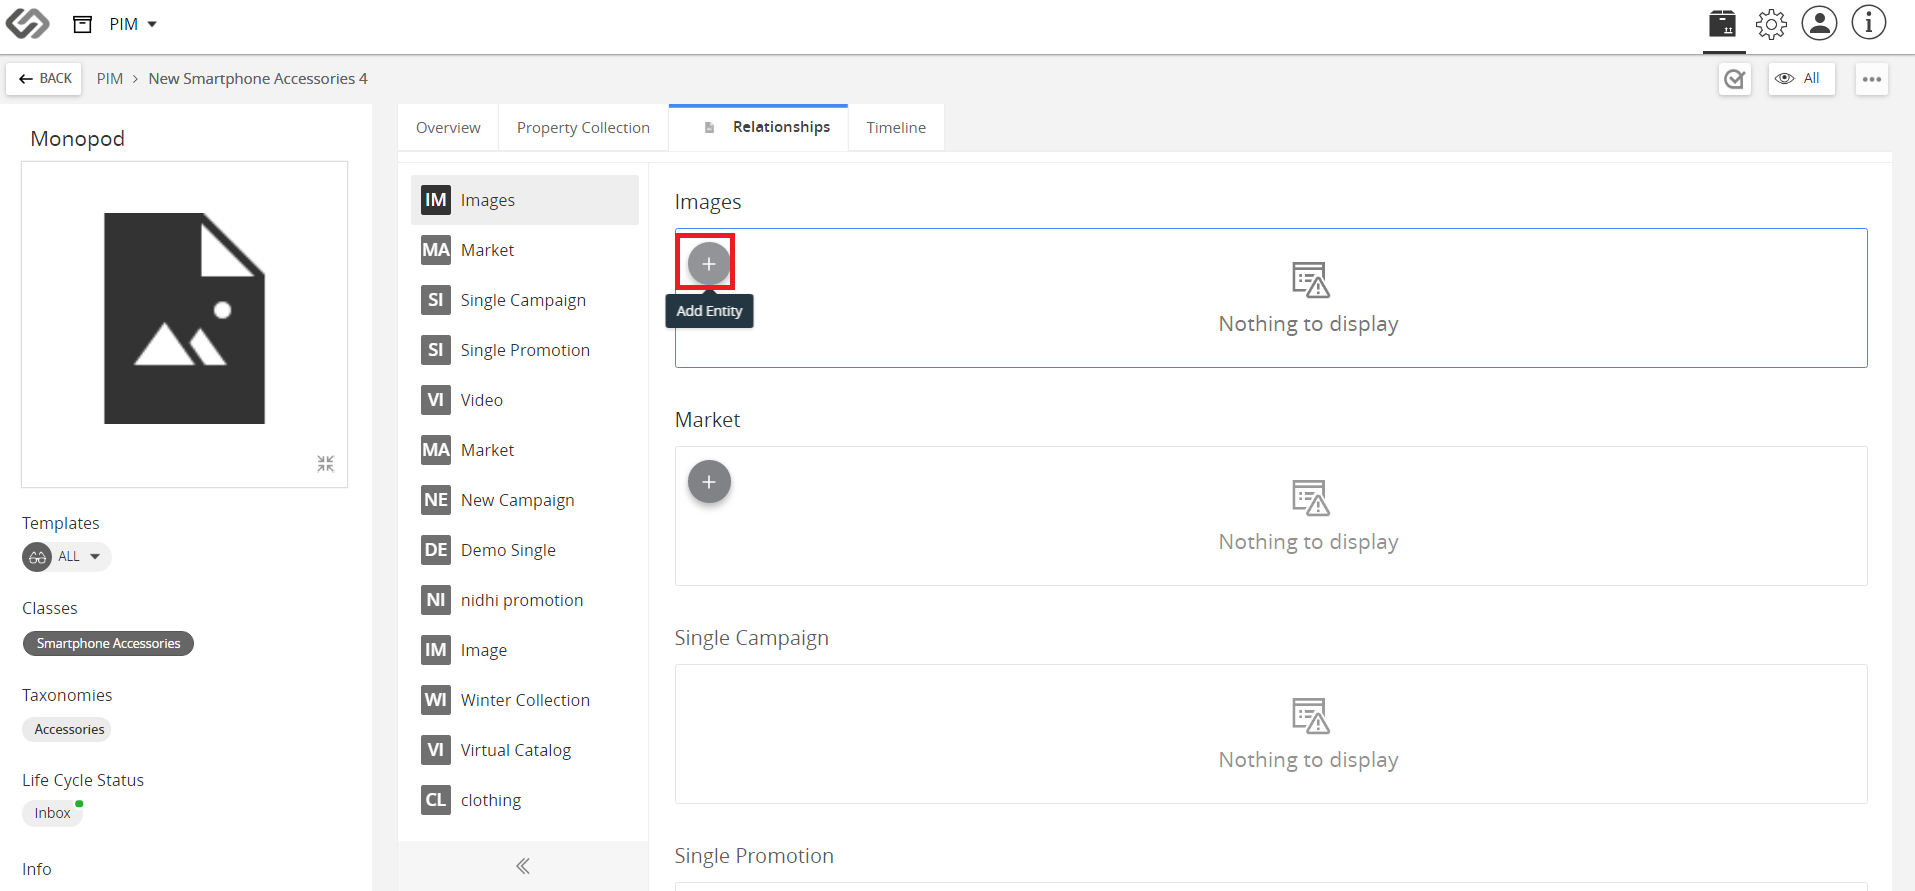 PIM
BACK
PIM > New Smartphone Accessories 4
All
Monopod
Templates
ALL
Classes
Smartphone Accessories
Taxonomies
Accessories
Life Cycle Status
Inbox
Info
Overview
Property Collection
Relationships
Timeline
IM Images
MA Market
SI Single Campaign
SI Single Promotion
VI Video
MA Market
NE New Campaign
DE Demo Single
NI nidhi promotion
IM Image
WI Winter Collection
VI Virtual Catalog
CL clothing
Images
Add Entity
Nothing to display
Market
Nothing to display
Single Campaign
Nothing to display
Single Promotion